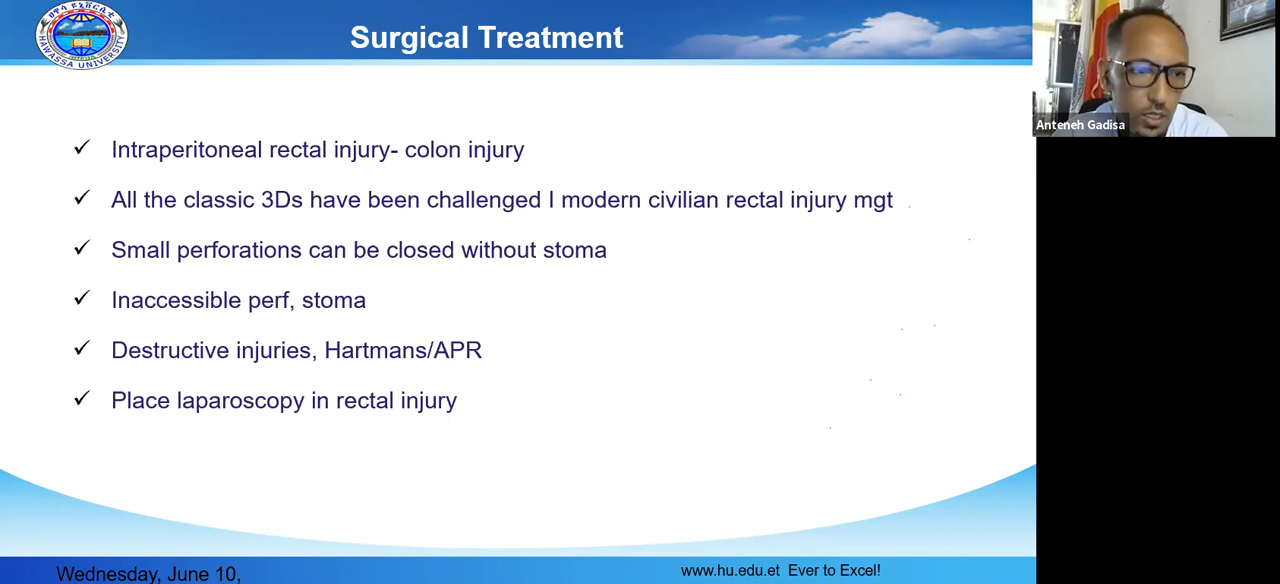 Surgical Treatment
HAWASSA UNIVERSITY
Anteneh Gadisa
✓ Intraperitoneal rectal injury- colon injury
✓ All the classic 3Ds have been challenged I modern civilian rectal injury mgt
✓ Small perforations can be closed without stoma
✓ Inaccessible perf, stoma
✓ Destructive injuries, Hartmans/APR
✓ Place laparoscopy in rectal injury
Wednesday, June 10,
www.hu.edu.et Ever to Excel!